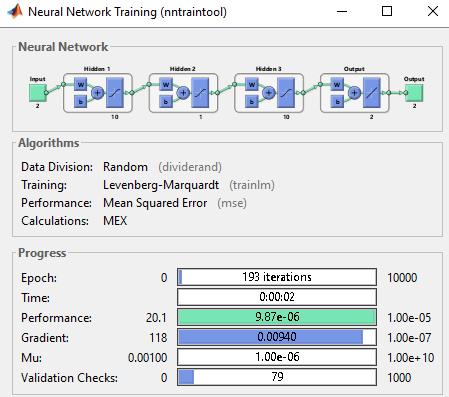 Neural Network Training (nntraintool)
Neural Network
Hidden 1 Hidden 2 Hidden 3 Output
Input Output
W W W W
b b b b
2 10 1 10 2 2
Algorithms
Data Division: Random (dividerand)
Training: Levenberg-Marquardt (trainlm)
Performance: Mean Squared Error (mse)
Calculations: MEX
Progress
Epoch: 0 193 iterations 10000
Time: 0:00:02
Performance: 20.1 9.87e-06 1.00e-05
Gradient: 118 0.00940 1.00e-07
Mu: 0.00100 1.00e-06 1.00e+10
Validation Checks: 0 79 1000